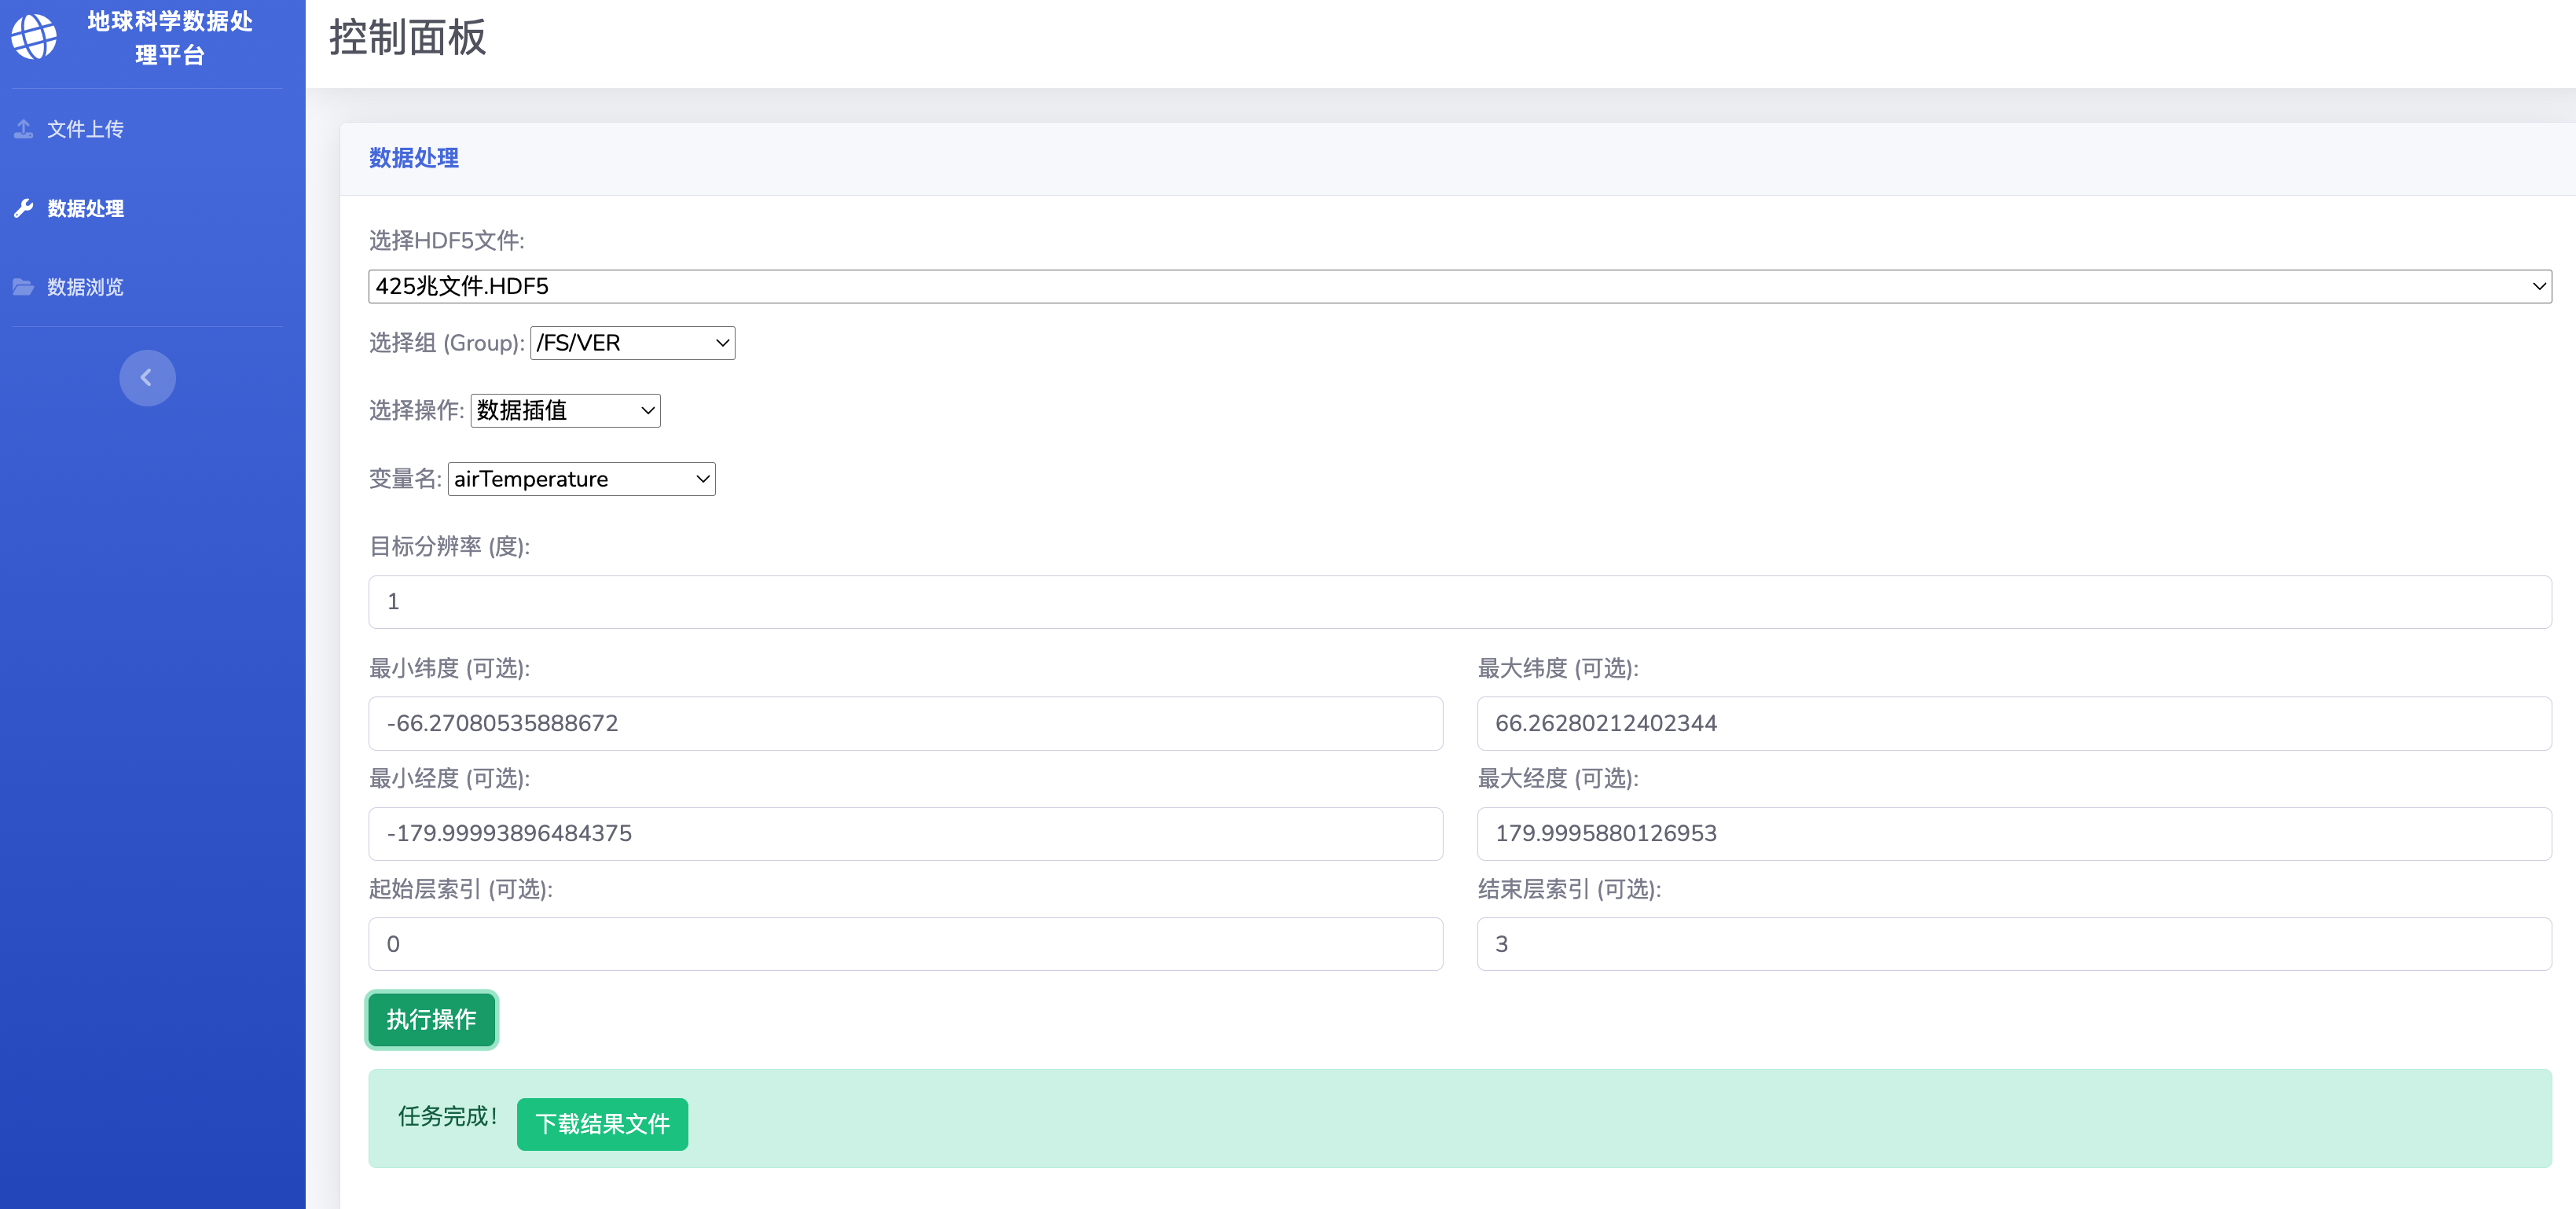 地球科学数据处
理平台
控制面板
文件上传
数据处理
数据浏览
数据处理
选择HDF5文件:
425兆文件.HDF5
选择组 (Group): /FS/VER
选择操作: 数据插值
变量名: airTemperature
目标分辨率 (度):
1
最小纬度 (可选): 最大纬度 (可选):
-66.27080535888672 66.26280212402344
最小经度 (可选): 最大经度 (可选):
-179.99993896484375 179.9995880126953
起始层索引 (可选): 结束层索引 (可选):
0 3
执行操作
任务完成! 下载结果文件